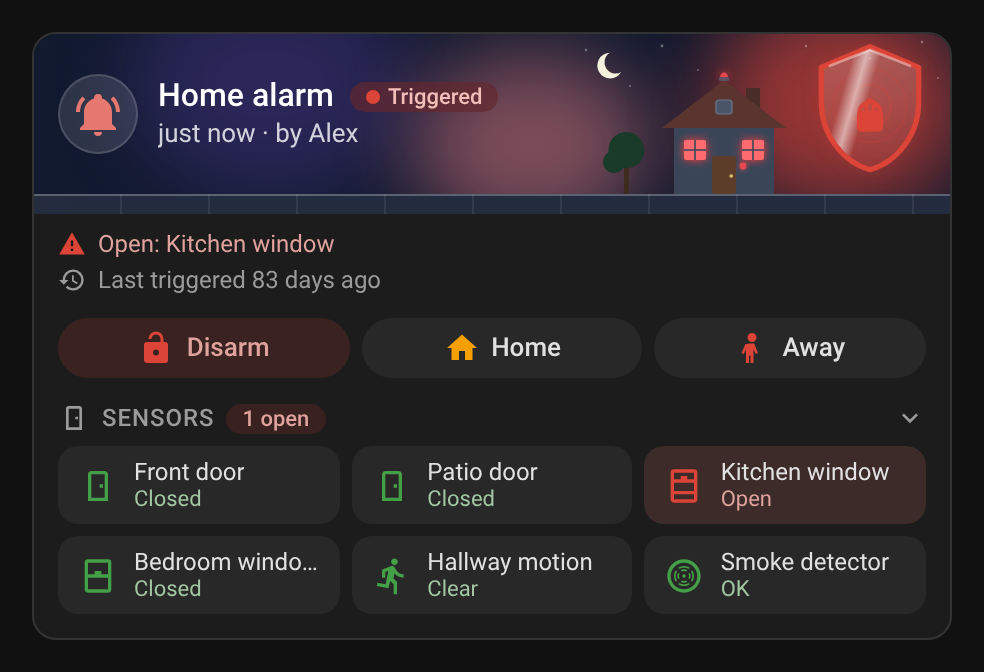 Home alarm
Triggered
just now · by Alex
Open: Kitchen window
Last triggered 83 days ago
Disarm
Home
Away
SENSORS
1 open
Front door
Closed
Patio door
Closed
Kitchen window
Open
Bedroom windo...
Closed
Hallway motion
Clear
Smoke detector
OK